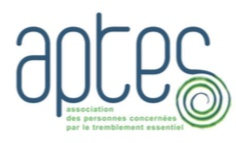 aptes
association
des personnes concernées
par le tremblement essentiel